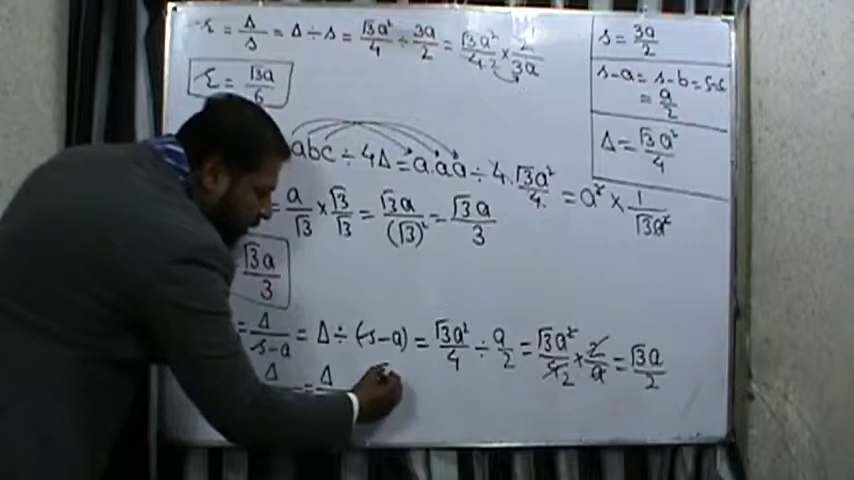 r = Δ/s = Δ ÷ s = √3a²/4 ÷ 3a/2 = √3a²/4 2 × 2/3a
r = √3a/6
abc ÷ 4Δ = a.a.a ÷ 4.√3a²/4 = a³ × 1/√3a²
= a/√3 × √3/√3 = √3a/(√3)² = √3a/3
√3a/3
= Δ/s-a = Δ ÷ (s-a) = √3a²/4 ÷ a/2 = √3a²/4 2 × 2/a = √3a/2
Δ = Δ
s = 3a/2
s-a = s-b = s-c
= a/2
Δ = √3a²/4